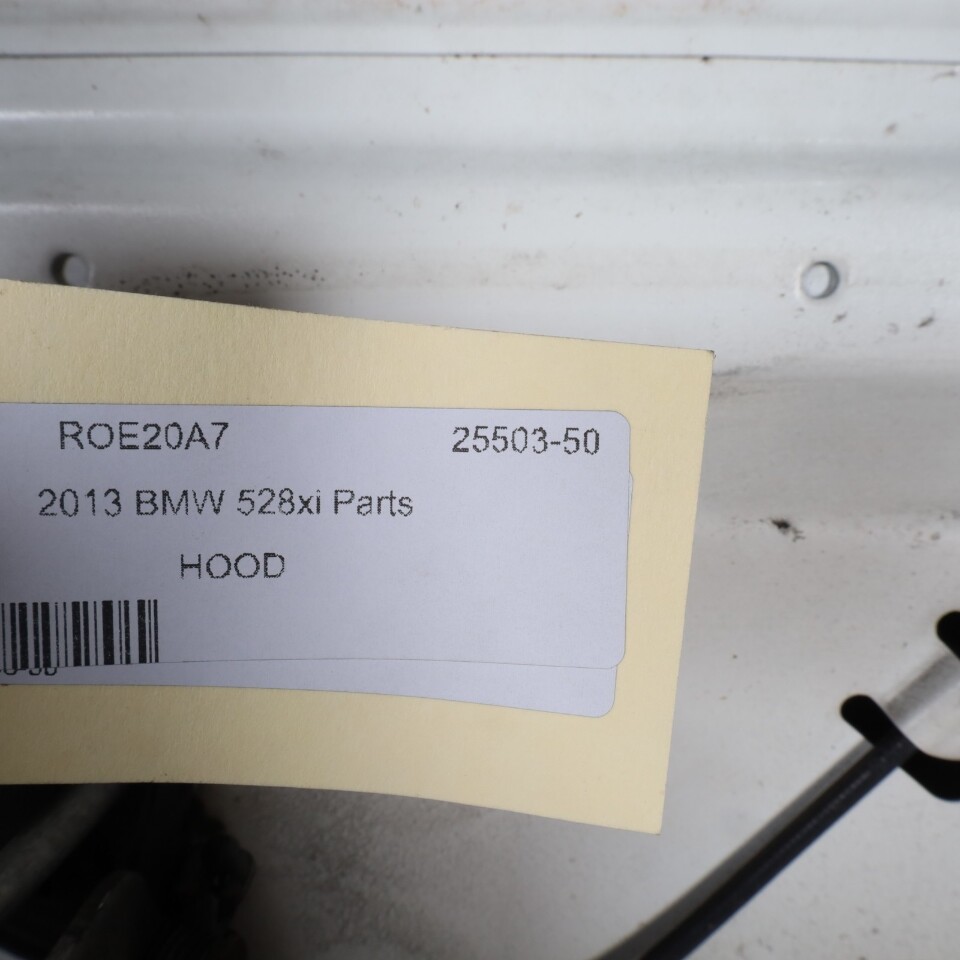 ROE20A7 25503-50
2013 BMW 528xi Parts
HOOD